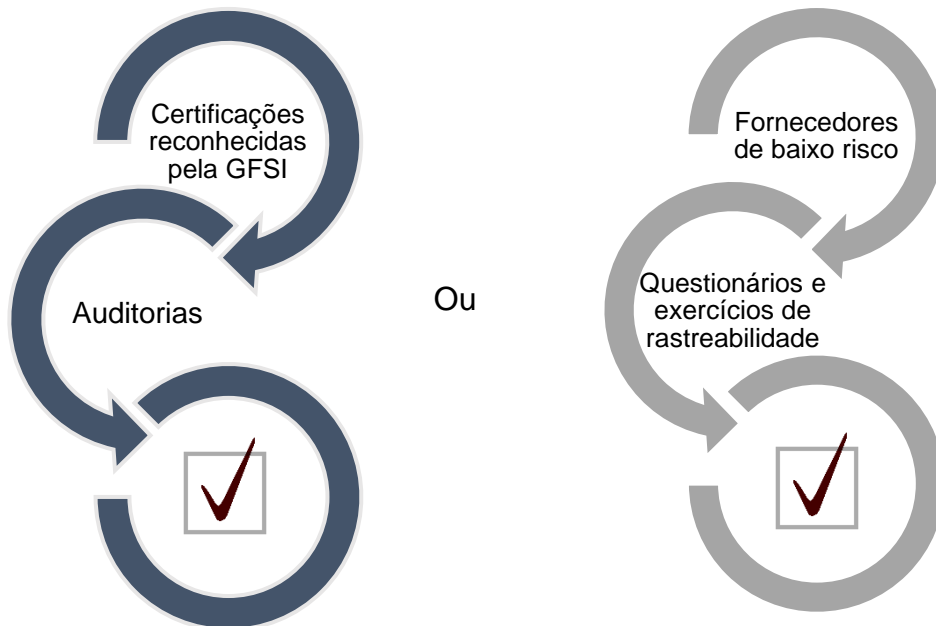 Certificações
reconhecidas
pela GFSI
Auditorias
Ou
Fornecedores
de baixo risco
Questionários e
exercícios de
rastreabilidade